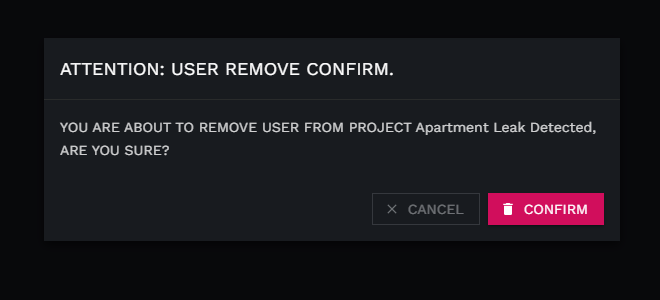 ATTENTION: USER REMOVE CONFIRM.
YOU ARE ABOUT TO REMOVE USER FROM PROJECT Apartment Leak Detected,
ARE YOU SURE?
CANCEL
CONFIRM